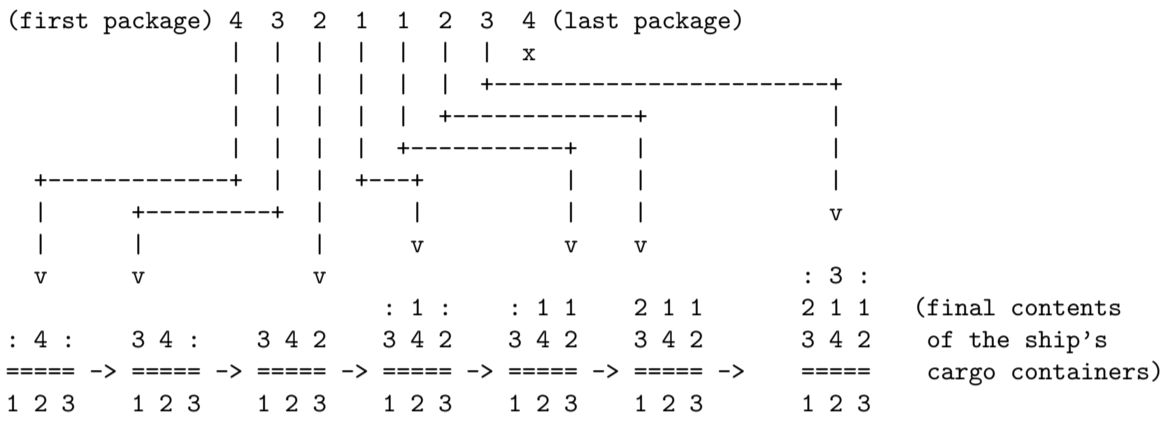 (first package) 4  3  2  1  1  2  3  4 (last package)
                |  |  |  |  |  |  |  x
                |  |  |  |  |  |  +-------------------------+
                |  |  |  |  |  +-------------+              |
                |  |  |  |  +-----------+    |              |
  +-------------+  |  |  +---+          |    |              |
  |      +---------+  |      |          |    |              v
  |      |            |      v          v    v
  v      v            v                                   : 3 :
                           : 1 :    : 1 1    2 1 1        2 1 1   (final contents
: 4 :    3 4 :    3 4 2    3 4 2    3 4 2    3 4 2        3 4 2    of the ship's
===== -> ===== -> ===== -> ===== -> ===== -> ===== ->     =====    cargo containers)
1 2 3    1 2 3    1 2 3    1 2 3    1 2 3    1 2 3        1 2 3